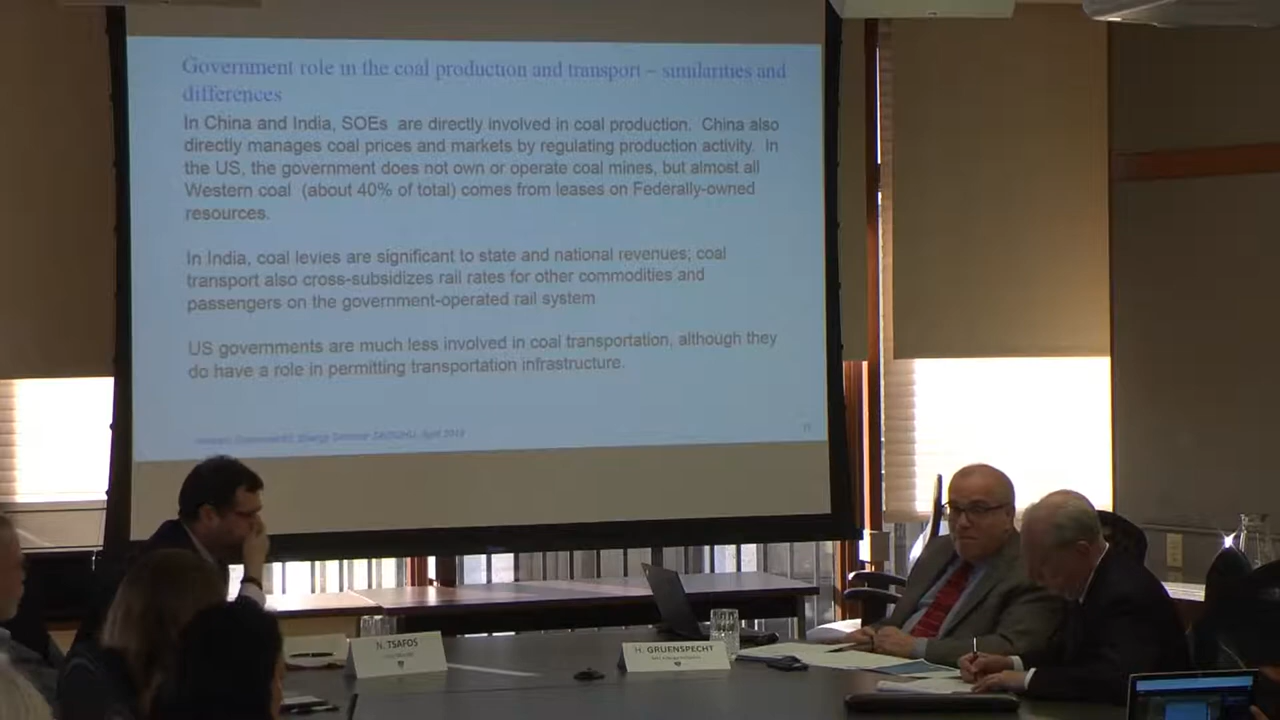 Government role in the coal production and transport – similarities and
differences
In China and India, SOEs are directly involved in coal production. China also
directly manages coal prices and markets by regulating production activity. In
the US, the government does not own or operate coal mines, but almost all
Western coal (about 40% of total) comes from leases on Federally-owned
resources.
In India, coal levies are significant to state and national revenues; coal
transport also cross-subsidizes rail rates for other commodities and
passengers on the government-operated rail system
US governments are much less involved in coal transportation, although they
do have a role in permitting transportation infrastructure.
N. TSAFOS
H. GRUENSPECHT